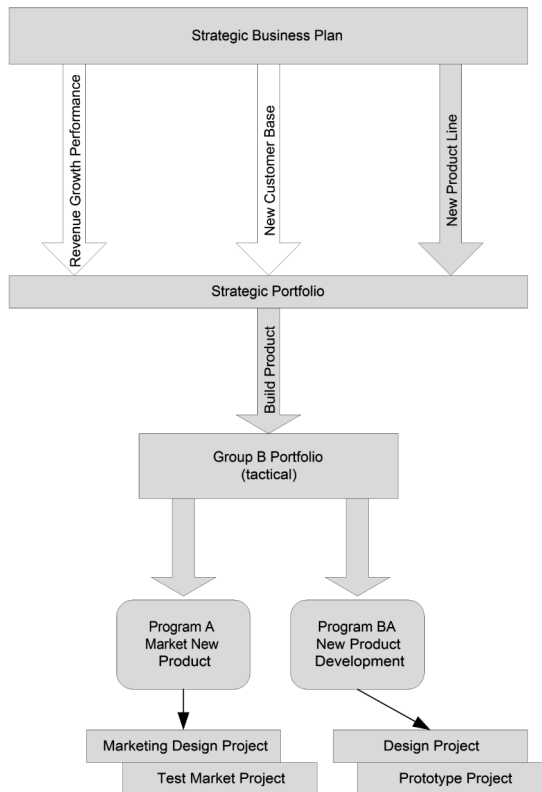 Strategic Business Plan
Revenue Growth Performance
New Customer Base
New Product Line
Strategic Portfolio
Build Product
Group B Portfolio
(tactical)
Program A
Market New
Product
Program BA
New Product
Development
Marketing Design Project
Test Market Project
Design Project
Prototype Project